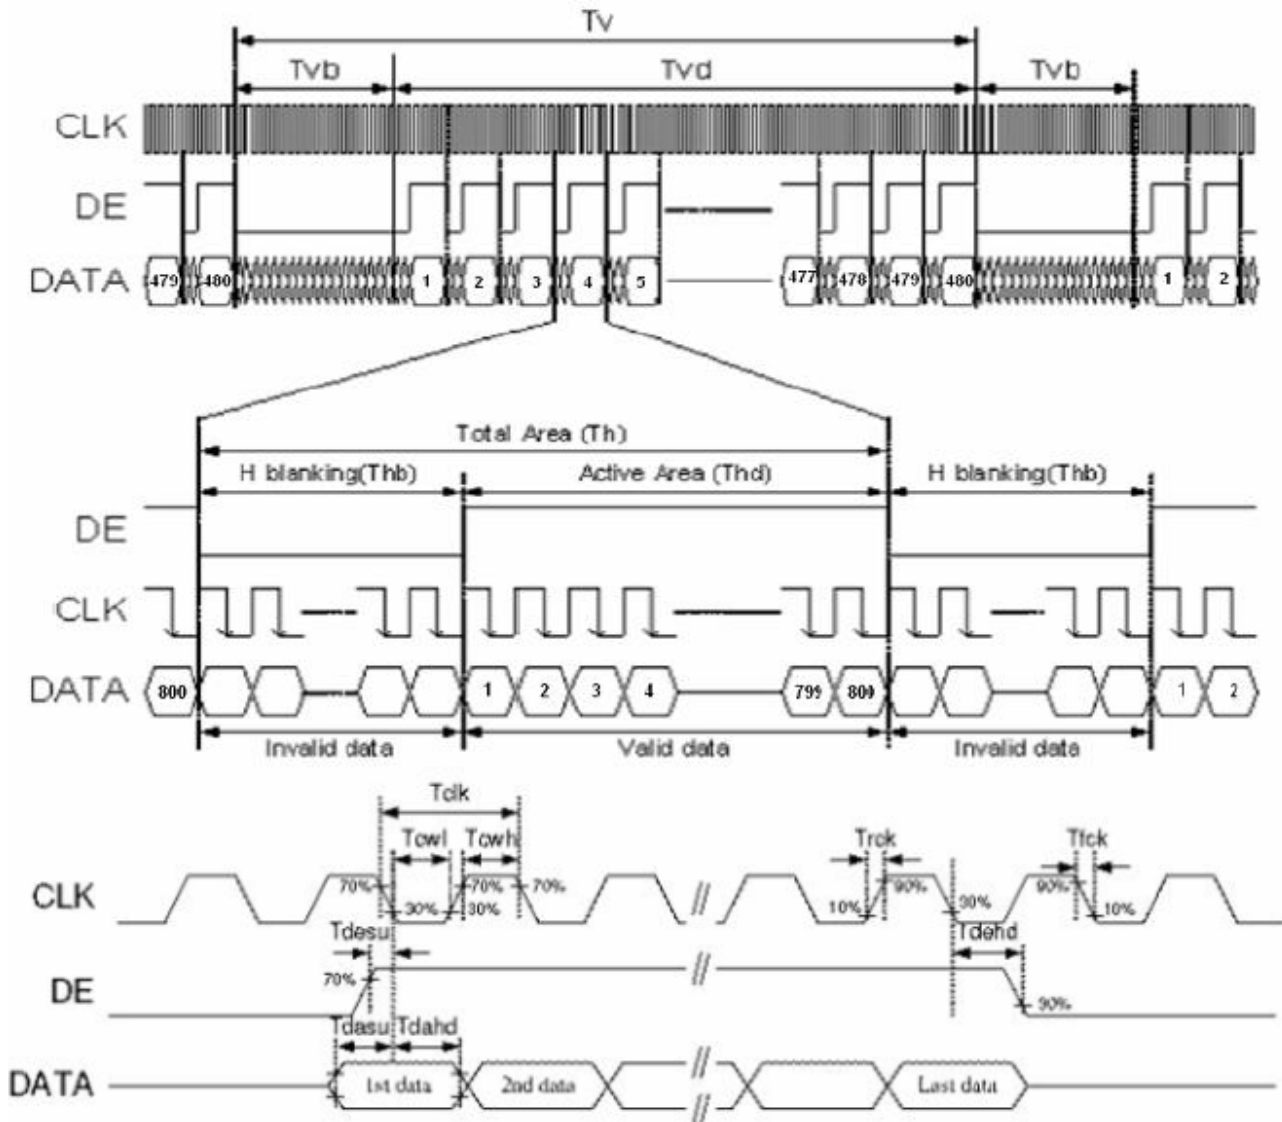 Tv
Tvb Tvd Tvb
CLK
DE
DATA 479 480 1 2 3 4 5 477 478 479 480 1 2
Total Area (Th)
H blanking(Thb) Active Area (Thd) H blanking(Thb)
DE
CLK
DATA 800 1 2 3 4 799 800 1 2
Invalid data Valid data Invalid data
Tclk
Tcwl Tcwh Trck Tfck
CLK 70% 70% 70% 90% 90%
30% 30% 10% 10%
Tdesu Tdehd
DE 70%
Tdasu Tdahd
DATA 1st data 2nd data Last data